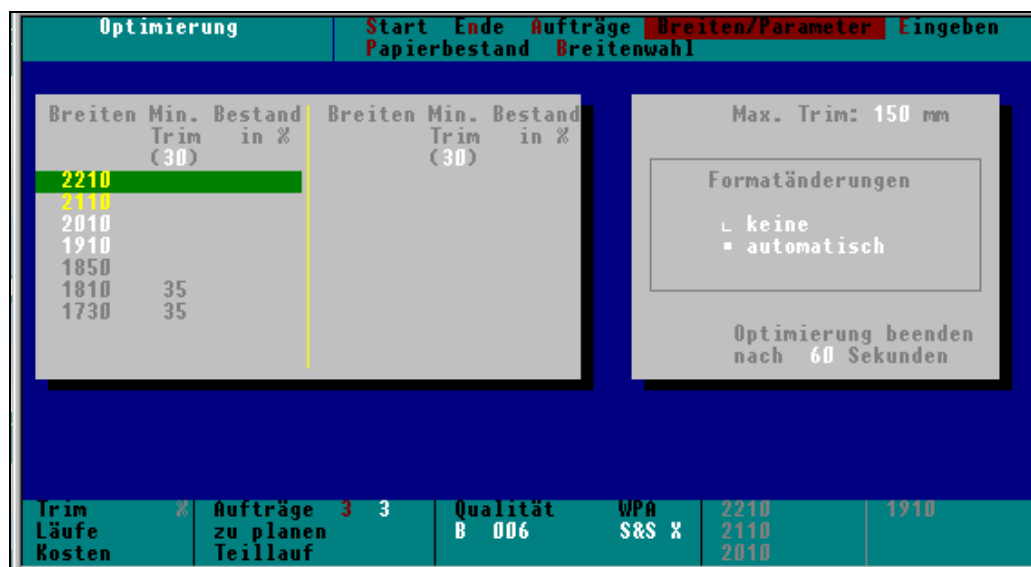 Optimierung
Start Ende Aufträge Breiten/Parameter Eingeben
Papierbestand Breitenwahl
Breiten Min. Bestand Breiten Min. Bestand
Trim in % Trim in %
(30) (30)
2210
2110
2010
1910
1850
1810 35
1730 35
Max. Trim: 150 mm
Formatänderungen
keine
automatisch
Optimierung beenden
nach 60 Sekunden
Trim % Aufträge 3 3 Qualität WPA 2210 1910
Läufe zu planen B 006 S&S X 2110
Kosten Teillauf 2010